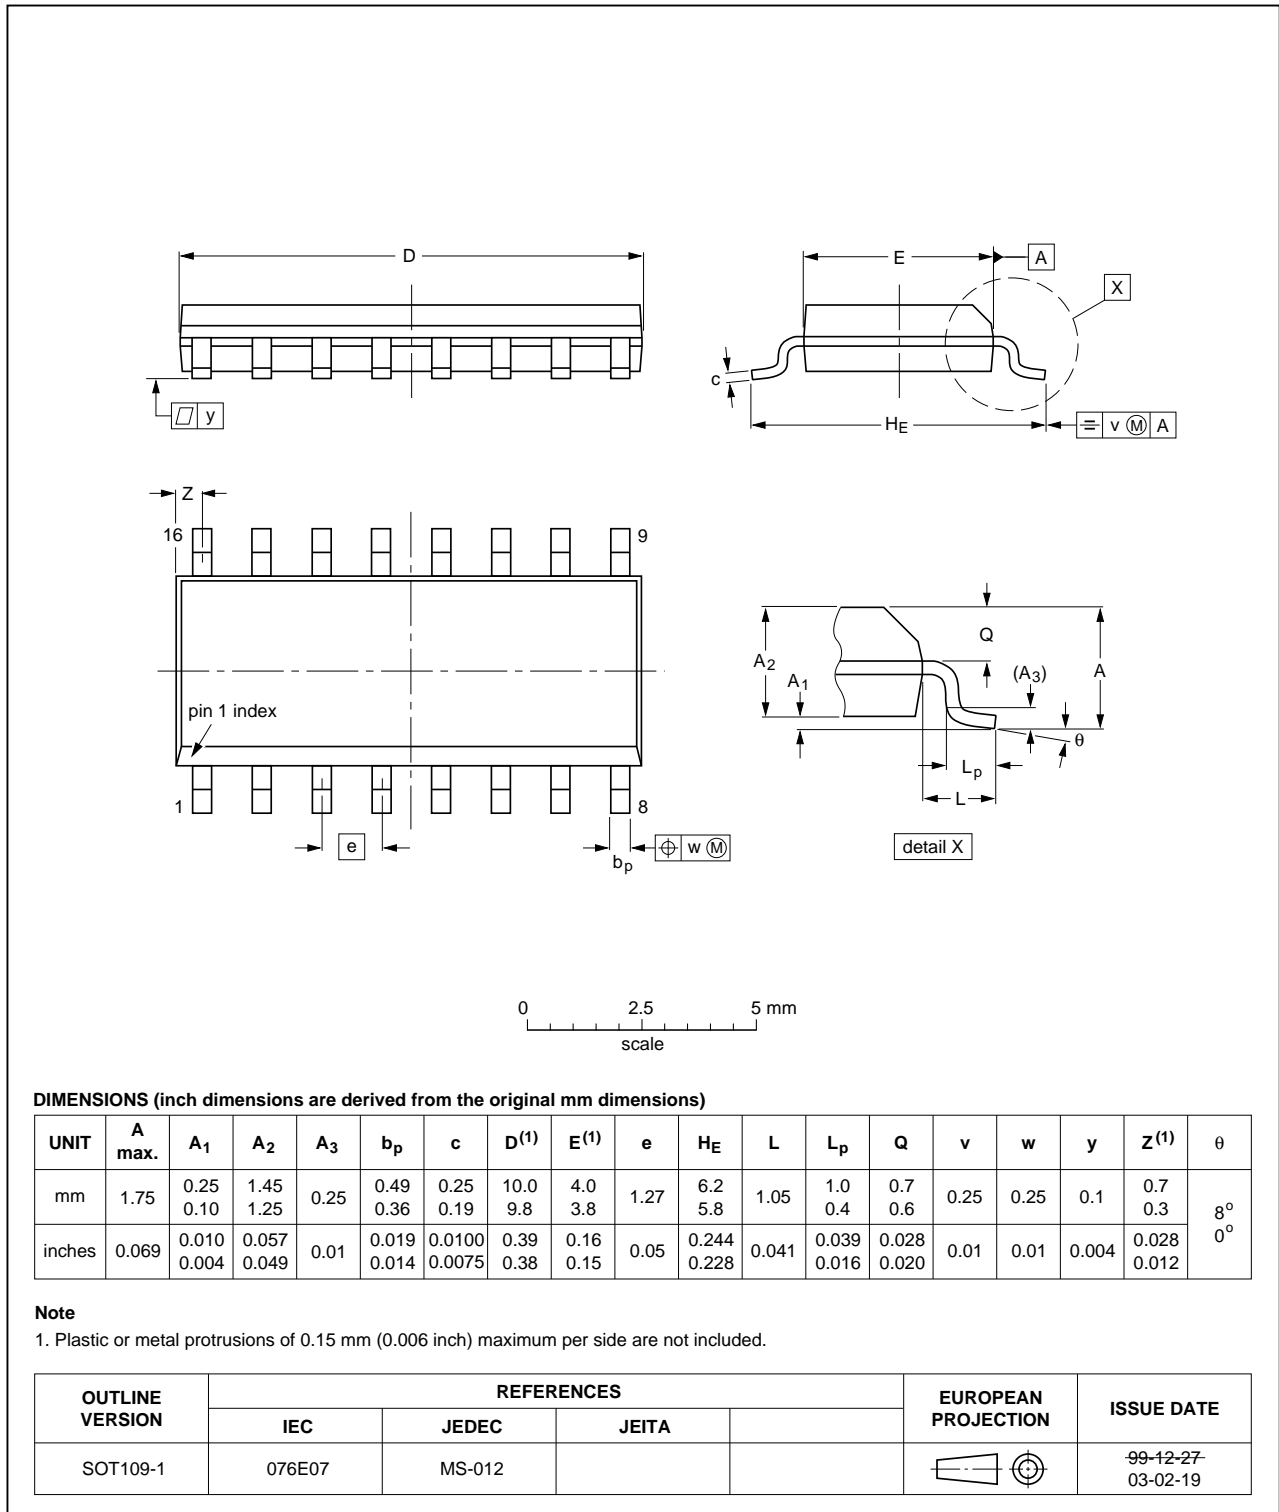 D
E
A
X
y
c
H_E
v Ⓜ A
Z
16
9
pin 1 index
1
8
e
b_p
w Ⓜ
A_2
A_1
Q
(A_3)
A
θ
L_p
L
detail X
0 2.5 5 mm
scale
DIMENSIONS (inch dimensions are derived from the original mm dimensions)
UNIT A max. A_1 A_2 A_3 b_p c D(1) E(1) e H_E L L_p Q v w y Z(1) θ
mm 1.75 0.25 0.10 1.45 1.25 0.25 0.49 0.36 0.25 0.19 10.0 9.8 4.0 3.8 1.27 6.2 5.8 1.05 1.0 0.4 0.7 0.6 0.25 0.25 0.1 0.7 0.3 8° 0°
inches 0.069 0.010 0.004 0.057 0.049 0.01 0.019 0.014 0.0100 0.0075 0.39 0.38 0.16 0.15 0.05 0.244 0.228 0.041 0.039 0.016 0.028 0.020 0.01 0.01 0.004 0.028 0.012
Note
1. Plastic or metal protrusions of 0.15 mm (0.006 inch) maximum per side are not included.
OUTLINE VERSION REFERENCES EUROPEAN PROJECTION ISSUE DATE
IEC JEDEC JEITA
SOT109-1 076E07 MS-012 99-12-27
03-02-19